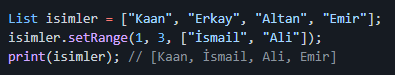 List isimler = ["Kaan", "Erkay", "Altan", "Emir"];
isimler.setRange(1, 3, ["İsmail", "Ali"]);
print(isimler); // [Kaan, İsmail, Ali, Emir]